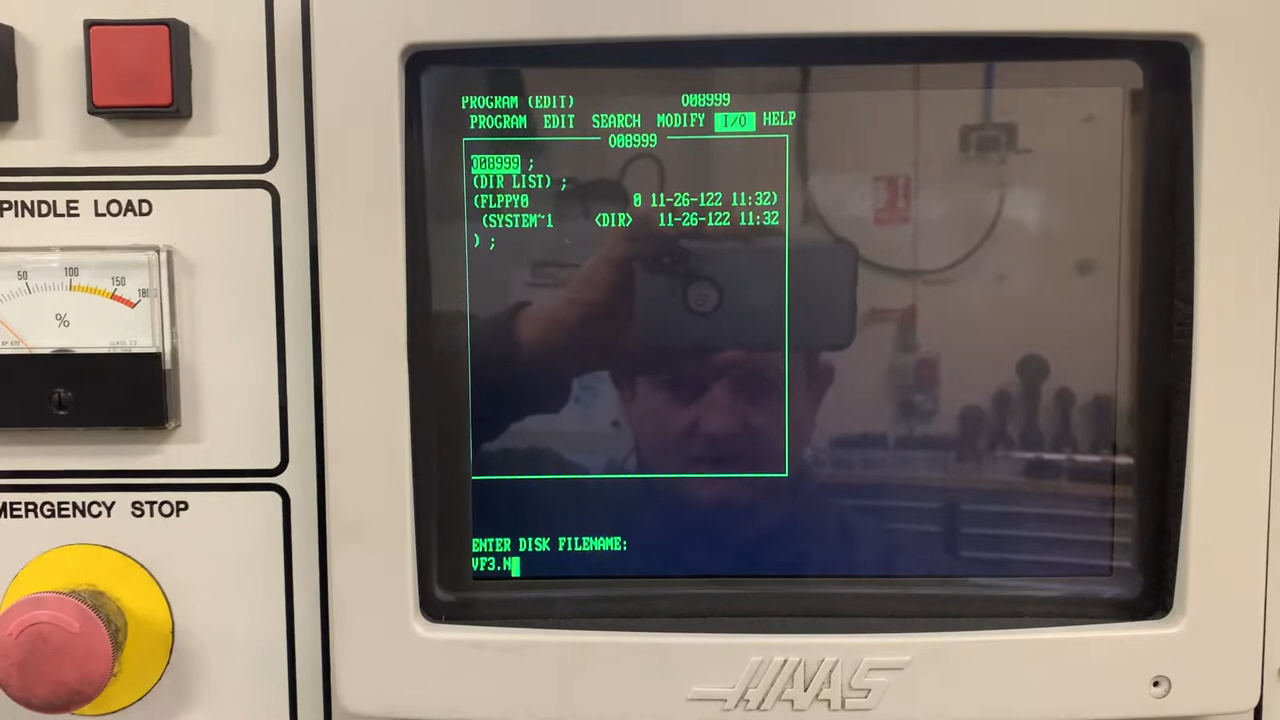 PINDLE LOAD
50 100 150 180
%
MERGENCY STOP
PROGRAM (EDIT) O08999
PROGRAM EDIT SEARCH MODIFY I/O HELP
O08999
O08999 ;
(DIR LIST) ;
(FLPPY0 0 11-26-122 11:32)
(SYSTEM~1 <DIR> 11-26-122 11:32
) ;
ENTER DISK FILENAME:
VF3.N
HAAS